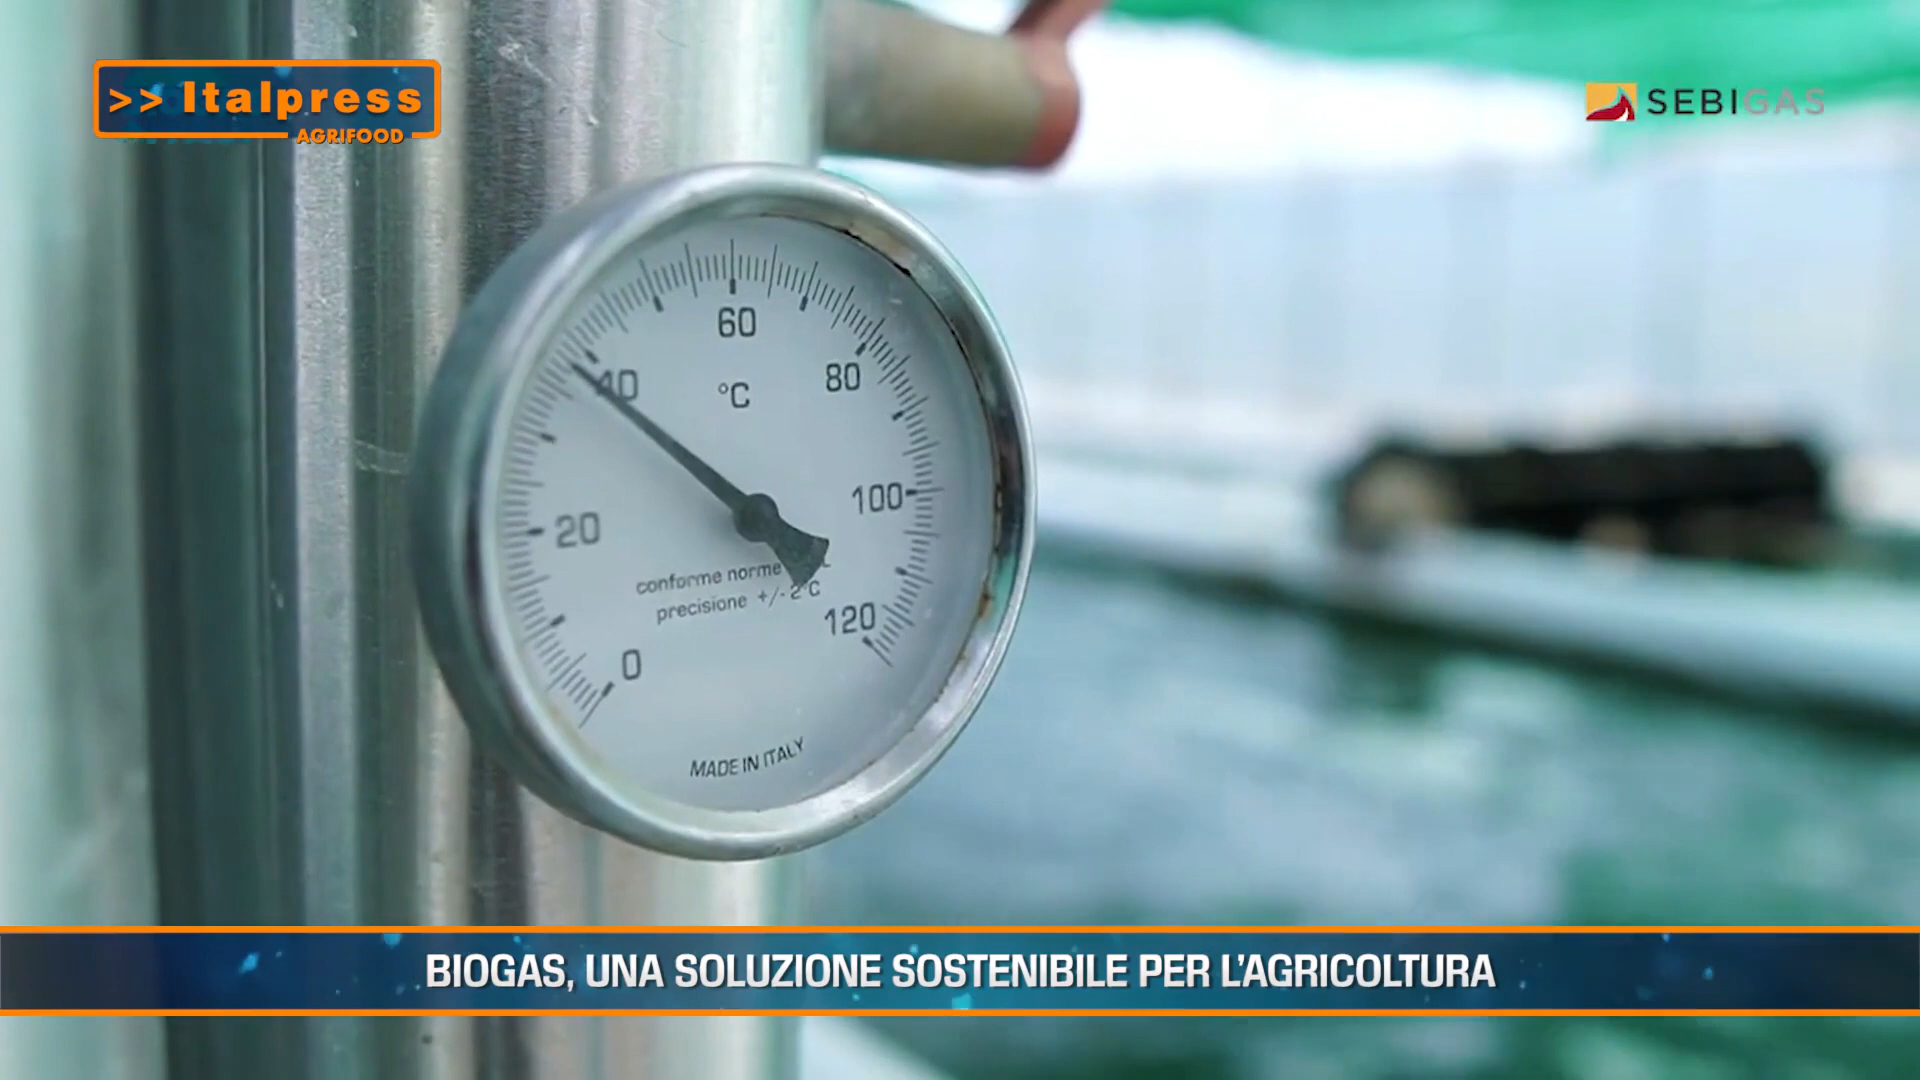 >> Italpress
AGRIFOOD
SEBIGAS
60
°C
40
80
20
100
conforme norme
precisione +/- 2°C
120
0
MADE IN ITALY
BIOGAS, UNA SOLUZIONE SOSTENIBILE PER L'AGRICOLTURA